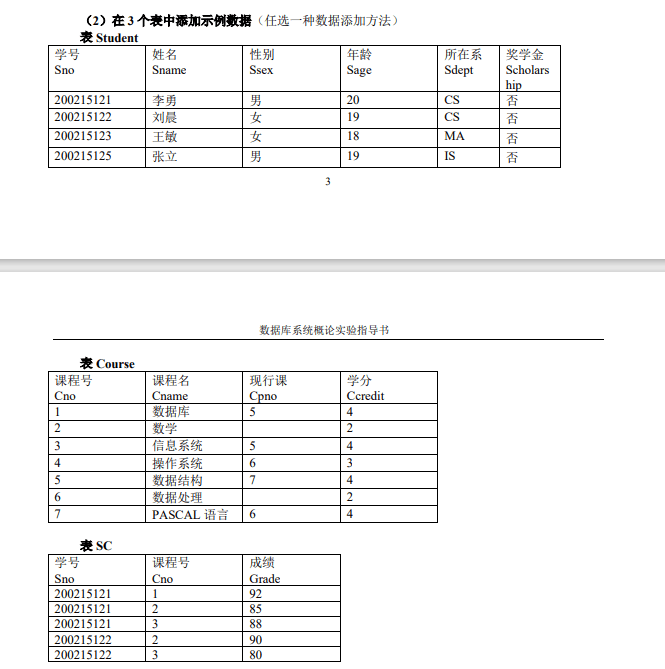 （2）在 3 个表中添加示例数据（任选一种数据添加方法）
表 Student
学号 姓名 性别 年龄 所在系 奖学金
Sno Sname Ssex Sage Sdept Scholars
hip
200215121 李勇 男 20 CS 否
200215122 刘晨 女 19 CS 否
200215123 王敏 女 18 MA 否
200215125 张立 男 19 IS 否
3
数据库系统概论实验指导书
表 Course
课程号 课程名 现行课 学分
Cno Cname Cpno Ccredit
1 数据库 5 4
2 数学 2
3 信息系统 5 4
4 操作系统 6 3
5 数据结构 7 4
6 数据处理 2
7 PASCAL 语言 6 4
表 SC
学号 课程号 成绩
Sno Cno Grade
200215121 1 92
200215121 2 85
200215121 3 88
200215122 2 90
200215122 3 80